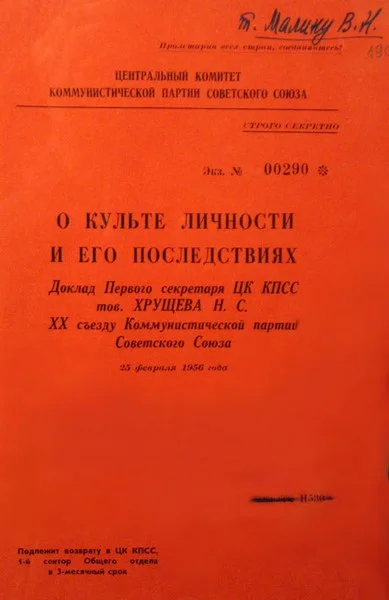 т. Малину В. Н.
Пролетарии всех стран, соединяйтесь!
ЦЕНТРАЛЬНЫЙ КОМИТЕТ
КОММУНИСТИЧЕСКОЙ ПАРТИИ СОВЕТСКОГО СОЮЗА
СТРОГО СЕКРЕТНО
Экз. № 00290 *
О КУЛЬТЕ ЛИЧНОСТИ
И ЕГО ПОСЛЕДСТВИЯХ
Доклад Первого секретаря ЦК КПСС
тов. ХРУЩЕВА Н. С.
XX съезду Коммунистической партии
Советского Союза
25 февраля 1956 года
П530
Подлежит возврату в ЦК КПСС,
1-й сектор Общего отдела
в 3-месячный срок